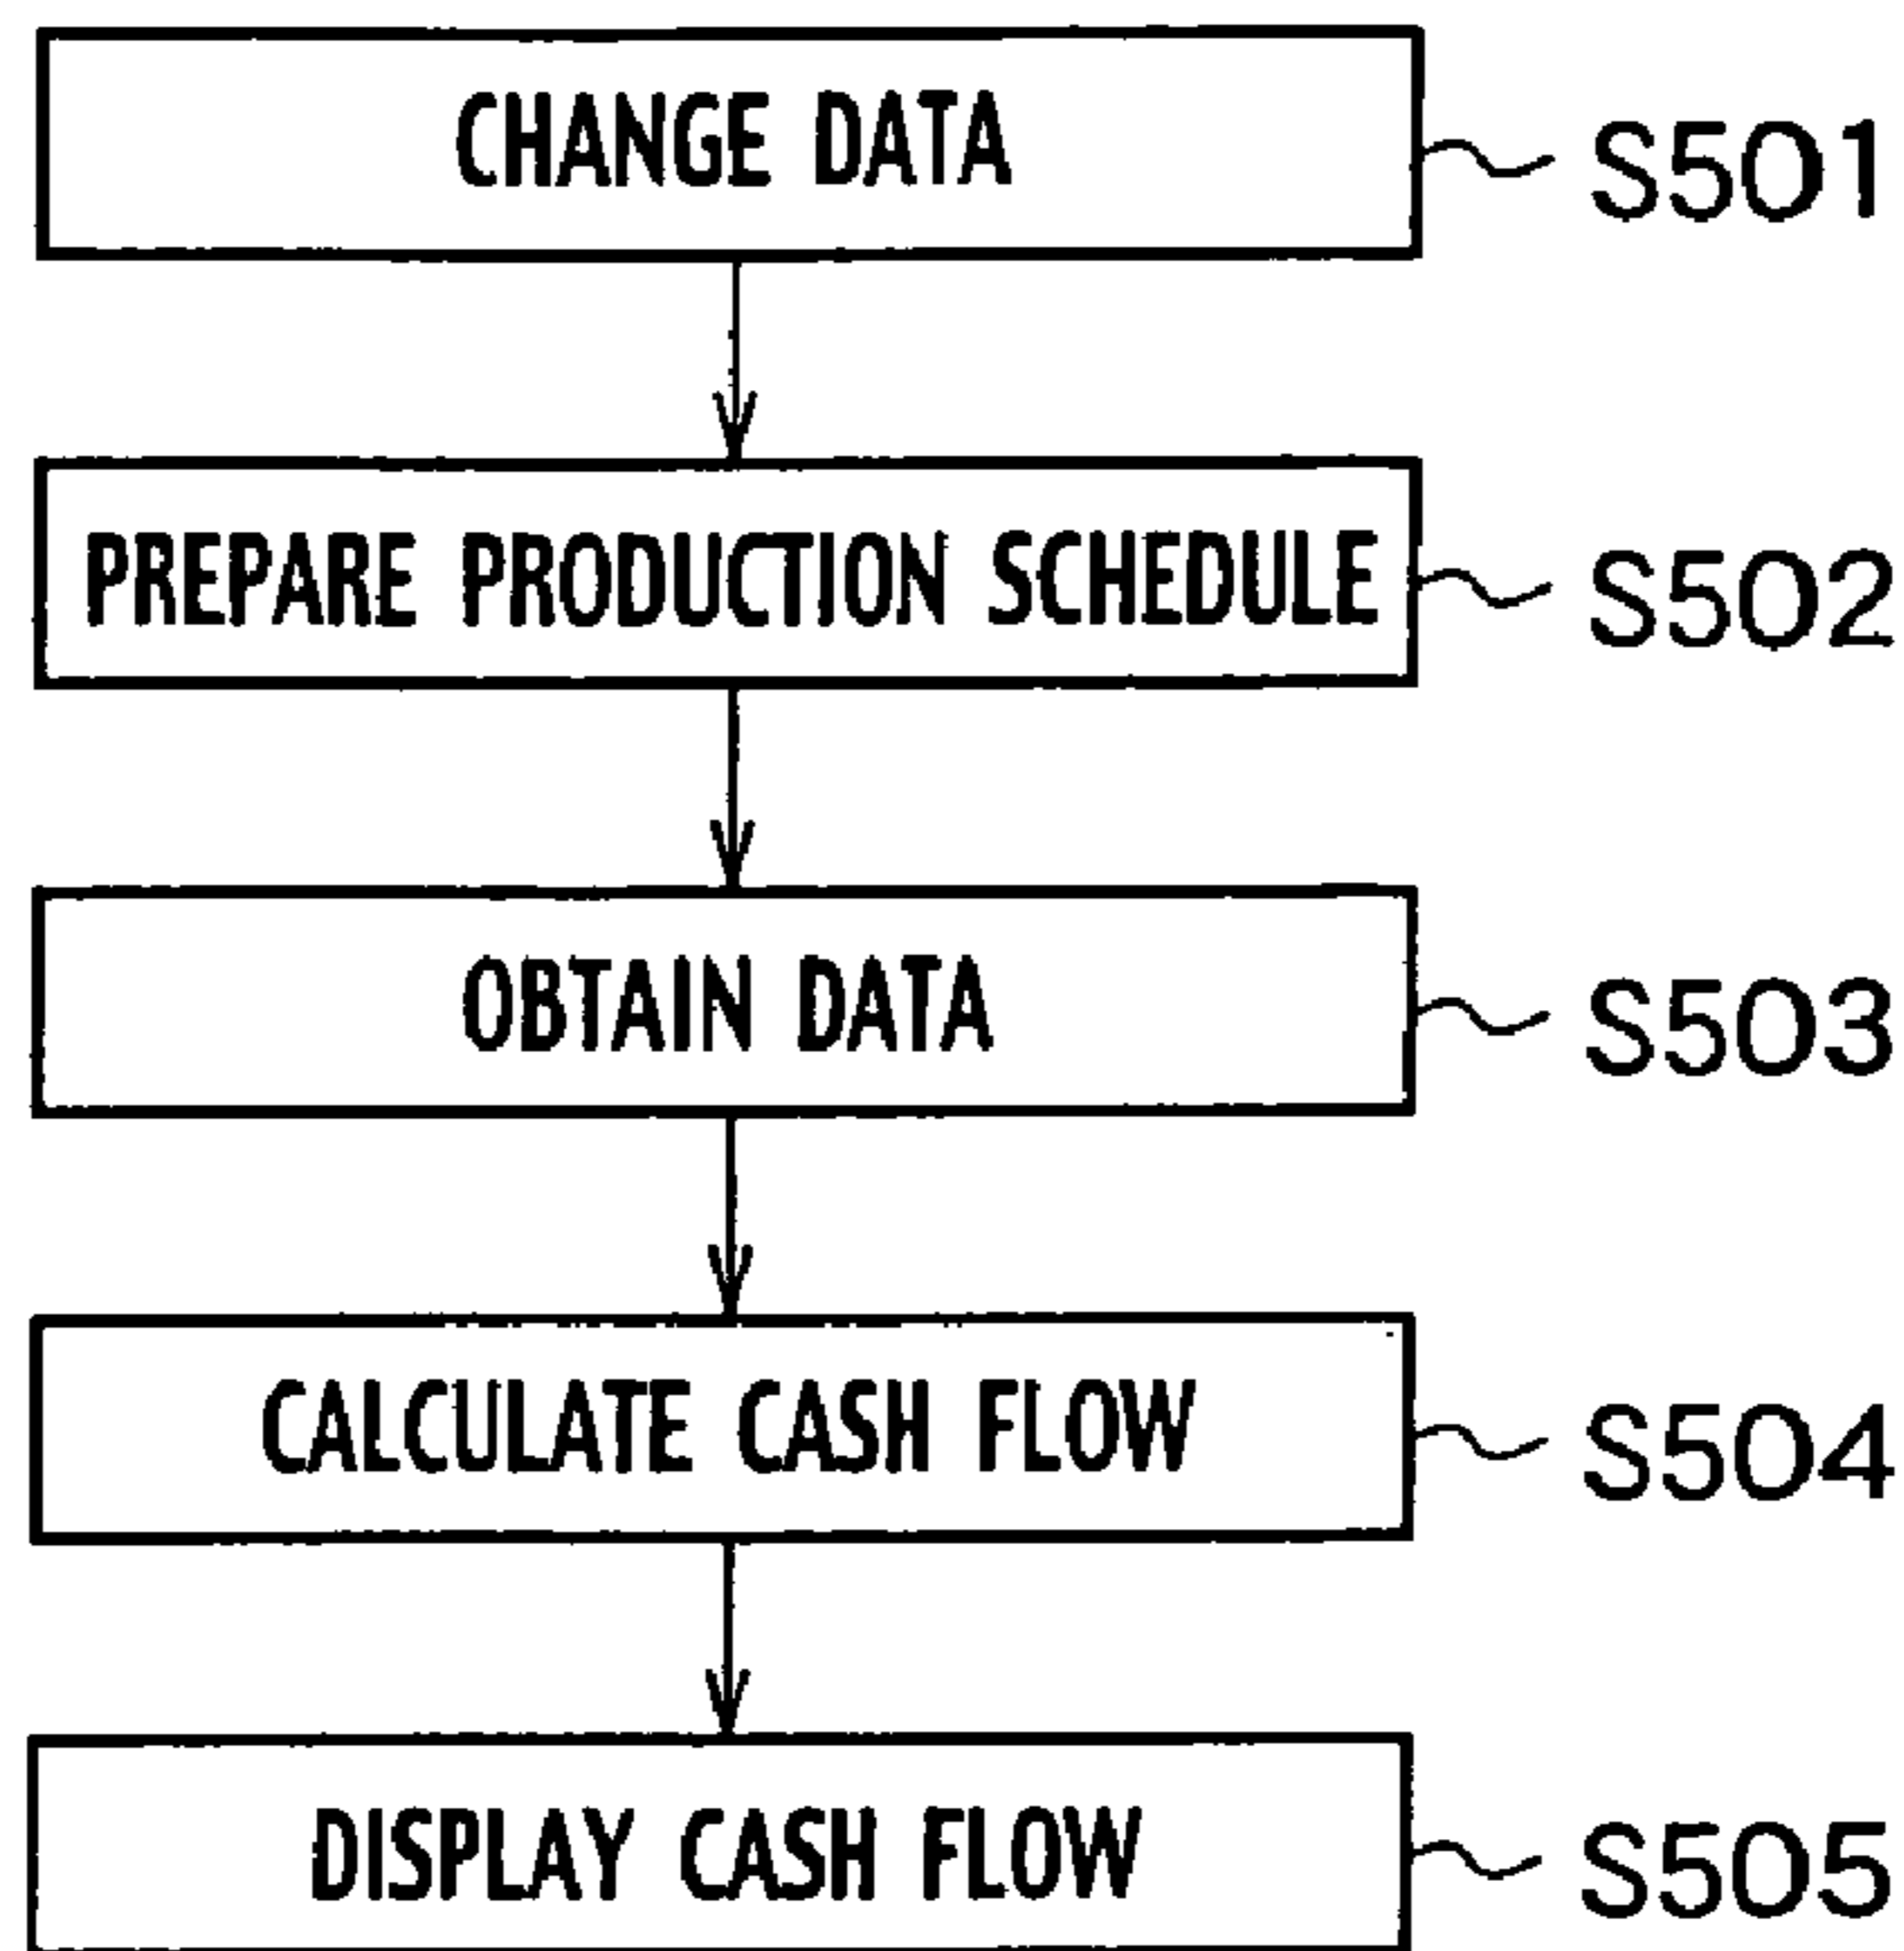 CHANGE DATA S501
PREPARE PRODUCTION SCHEDULE S502
OBTAIN DATA S503
CALCULATE CASH FLOW S504
DISPLAY CASH FLOW S505